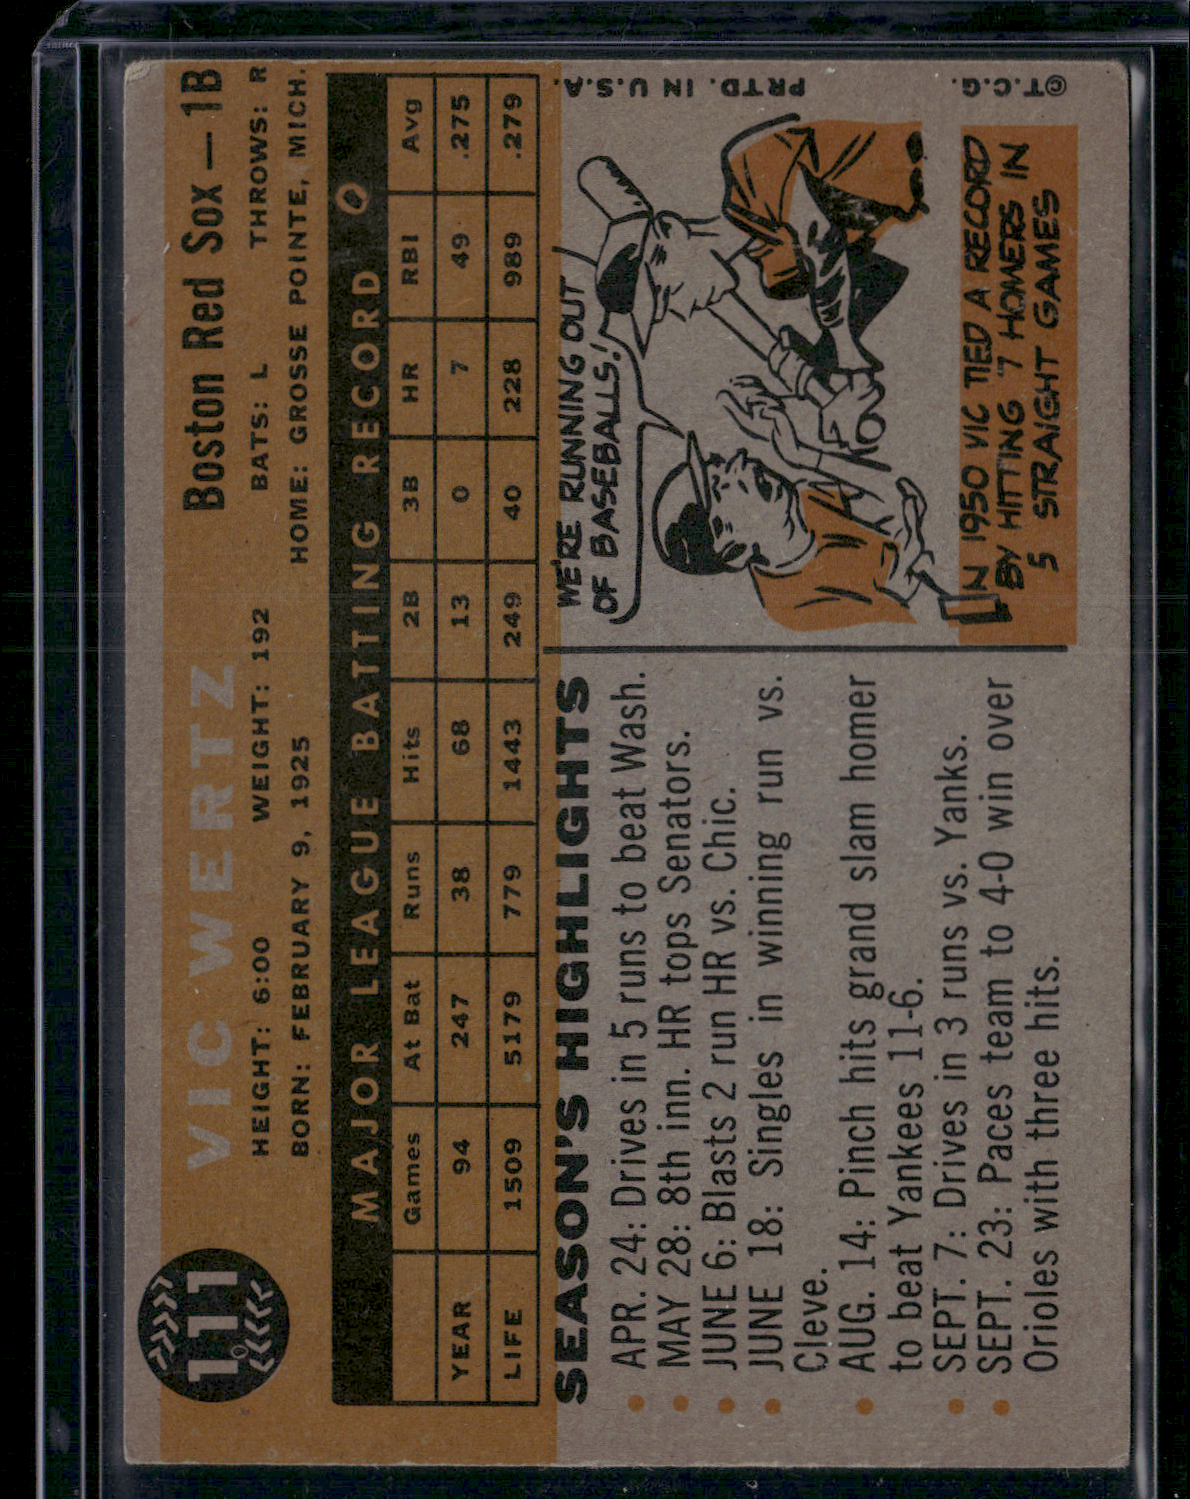 111
VIC WERTZ
Boston Red Sox — 1B
HEIGHT: 6:00 WEIGHT: 192 BATS: L THROWS: R
BORN: FEBRUARY 9, 1925 HOME: GROSSE POINTE, MICH.
MAJOR LEAGUE BATTING RECORD
Games At Bat Runs Hits 2B 3B HR RBI Avg
YEAR 94 247 38 68 13 0 7 49 .275
LIFE 1509 5179 779 1443 249 40 228 989 .279
SEASON'S HIGHLIGHTS
• APR. 24: Drives in 5 runs to beat Wash.
• MAY 28: 8th inn. HR tops Senators.
• JUNE 6: Blasts 2 run HR vs. Chic.
• JUNE 18: Singles in winning run vs.
Cleve.
• AUG. 14: Pinch hits grand slam homer
to beat Yankees 11-6.
• SEPT. 7: Drives in 3 runs vs. Yanks.
• SEPT. 23: Paces team to 4-0 win over
Orioles with three hits.
WE'RE RUNNING OUT
OF BASEBALLS!
IN 1950 VIC TIED A RECORD
BY HITTING 7 HOMERS IN
5 STRAIGHT GAMES
©T.C.G. PRTD. IN U.S.A.